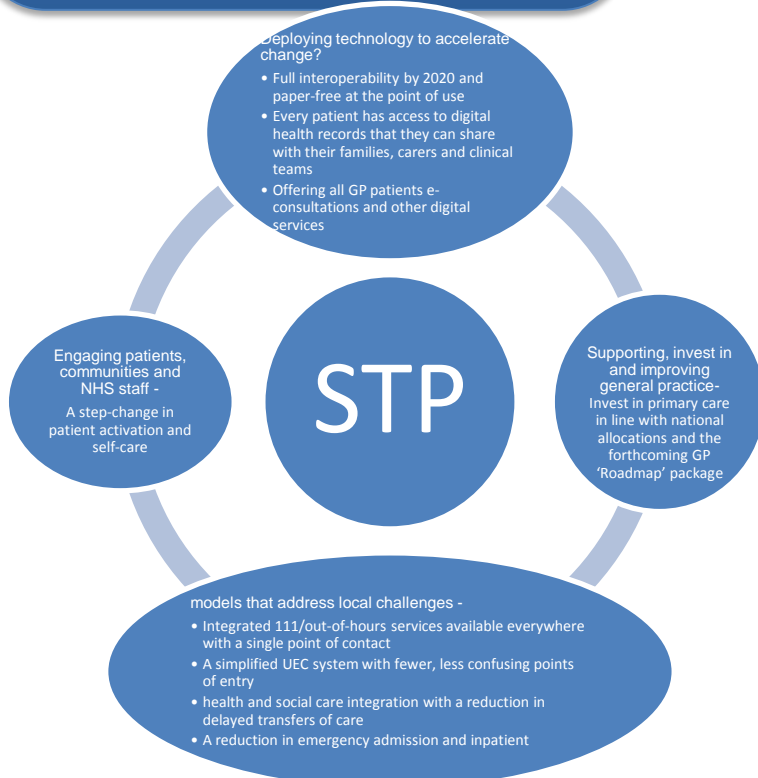 Deploying technology to accelerate
change?
• Full interoperability by 2020 and
paper-free at the point of use
• Every patient has access to digital
health records that they can share
with their families, carers and clinical
teams
• Offering all GP patients e-
consultations and other digital
services
Engaging patients,
communities and
NHS staff -
A step-change in
patient activation and
self-care
STP
Supporting, invest in
and improving
general practice-
Invest in primary care
in line with national
allocations and the
forthcoming GP
'Roadmap' package
models that address local challenges -
• Integrated 111/out-of-hours services available everywhere
with a single point of contact
• A simplified UEC system with fewer, less confusing points
of entry
• health and social care integration with a reduction in
delayed transfers of care
• A reduction in emergency admission and inpatient